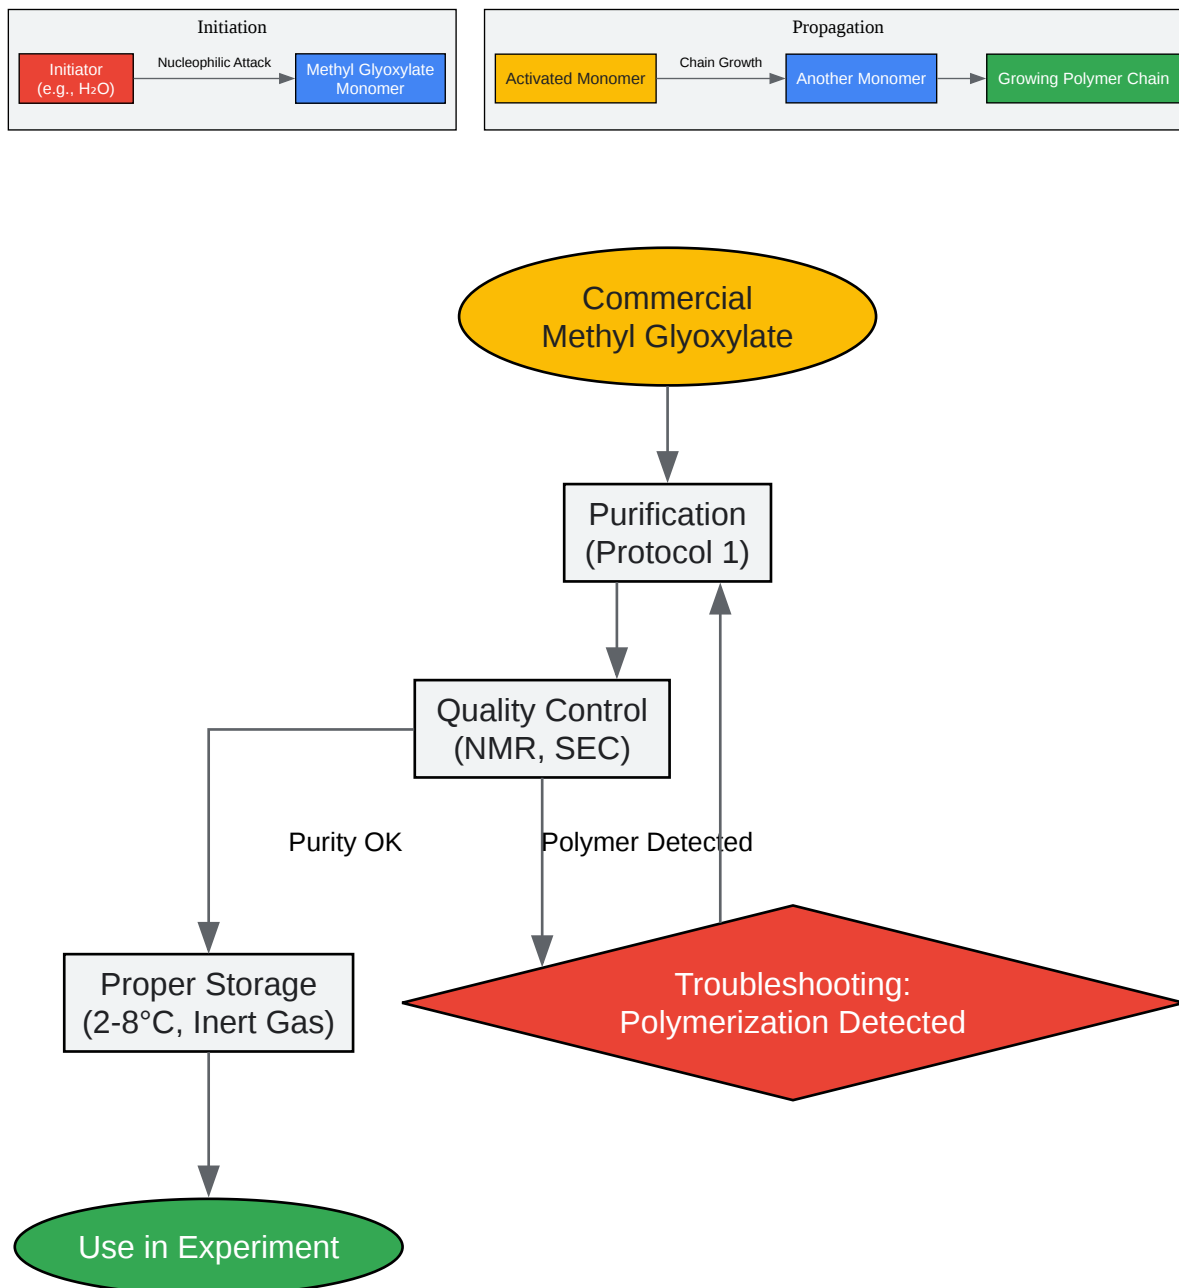 Initiation
Initiator
(e.g., H₂O)
Nucleophilic Attack
Methyl Glyoxylate
Monomer
Propagation
Activated Monomer
Chain Growth
Another Monomer
Growing Polymer Chain
Commercial
Methyl Glyoxylate
Purification
(Protocol 1)
Quality Control
(NMR, SEC)
Purity OK
Polymer Detected
Proper Storage
(2-8°C, Inert Gas)
Troubleshooting:
Polymerization Detected
Use in Experiment